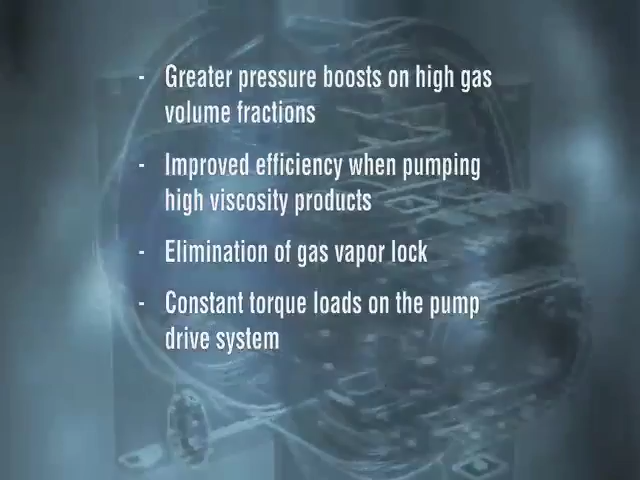 - Greater pressure boosts on high gas
volume fractions
- Improved efficiency when pumping
high viscosity products
- Elimination of gas vapor lock
- Constant torque loads on the pump
drive system